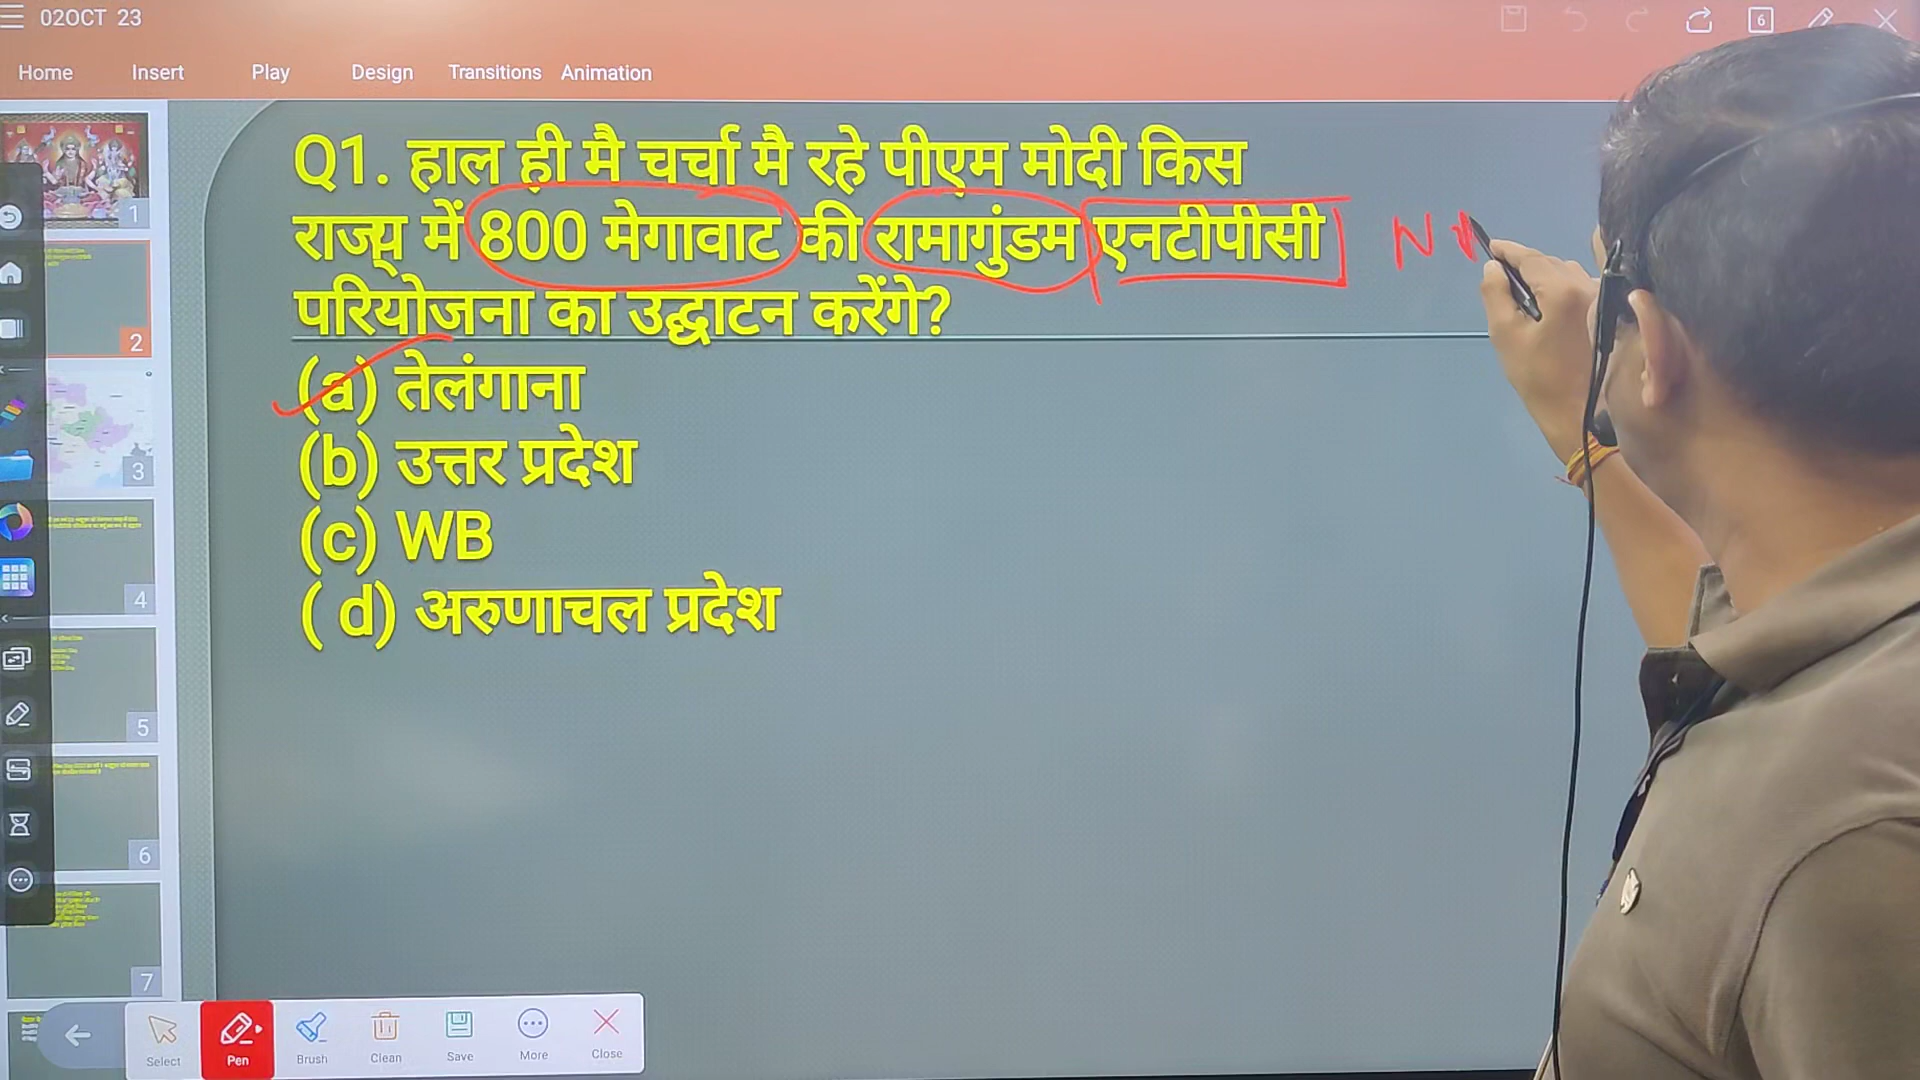 02OCT 23
6
Home Insert Play Design Transitions Animation
Q1. हाल ही मै चर्चा मै रहे पीएम मोदी किस
राज्य् में 800 मेगावाट की रामागुंडम एनटीपीसी
परियोजना का उद्घाटन करेंगे?
(a) तेलंगाना
(b) उत्तर प्रदेश
(c) WB
( d) अरुणाचल प्रदेश
N
1
2
3
4
5
6
7
Select Pen Brush Clean Save More Close